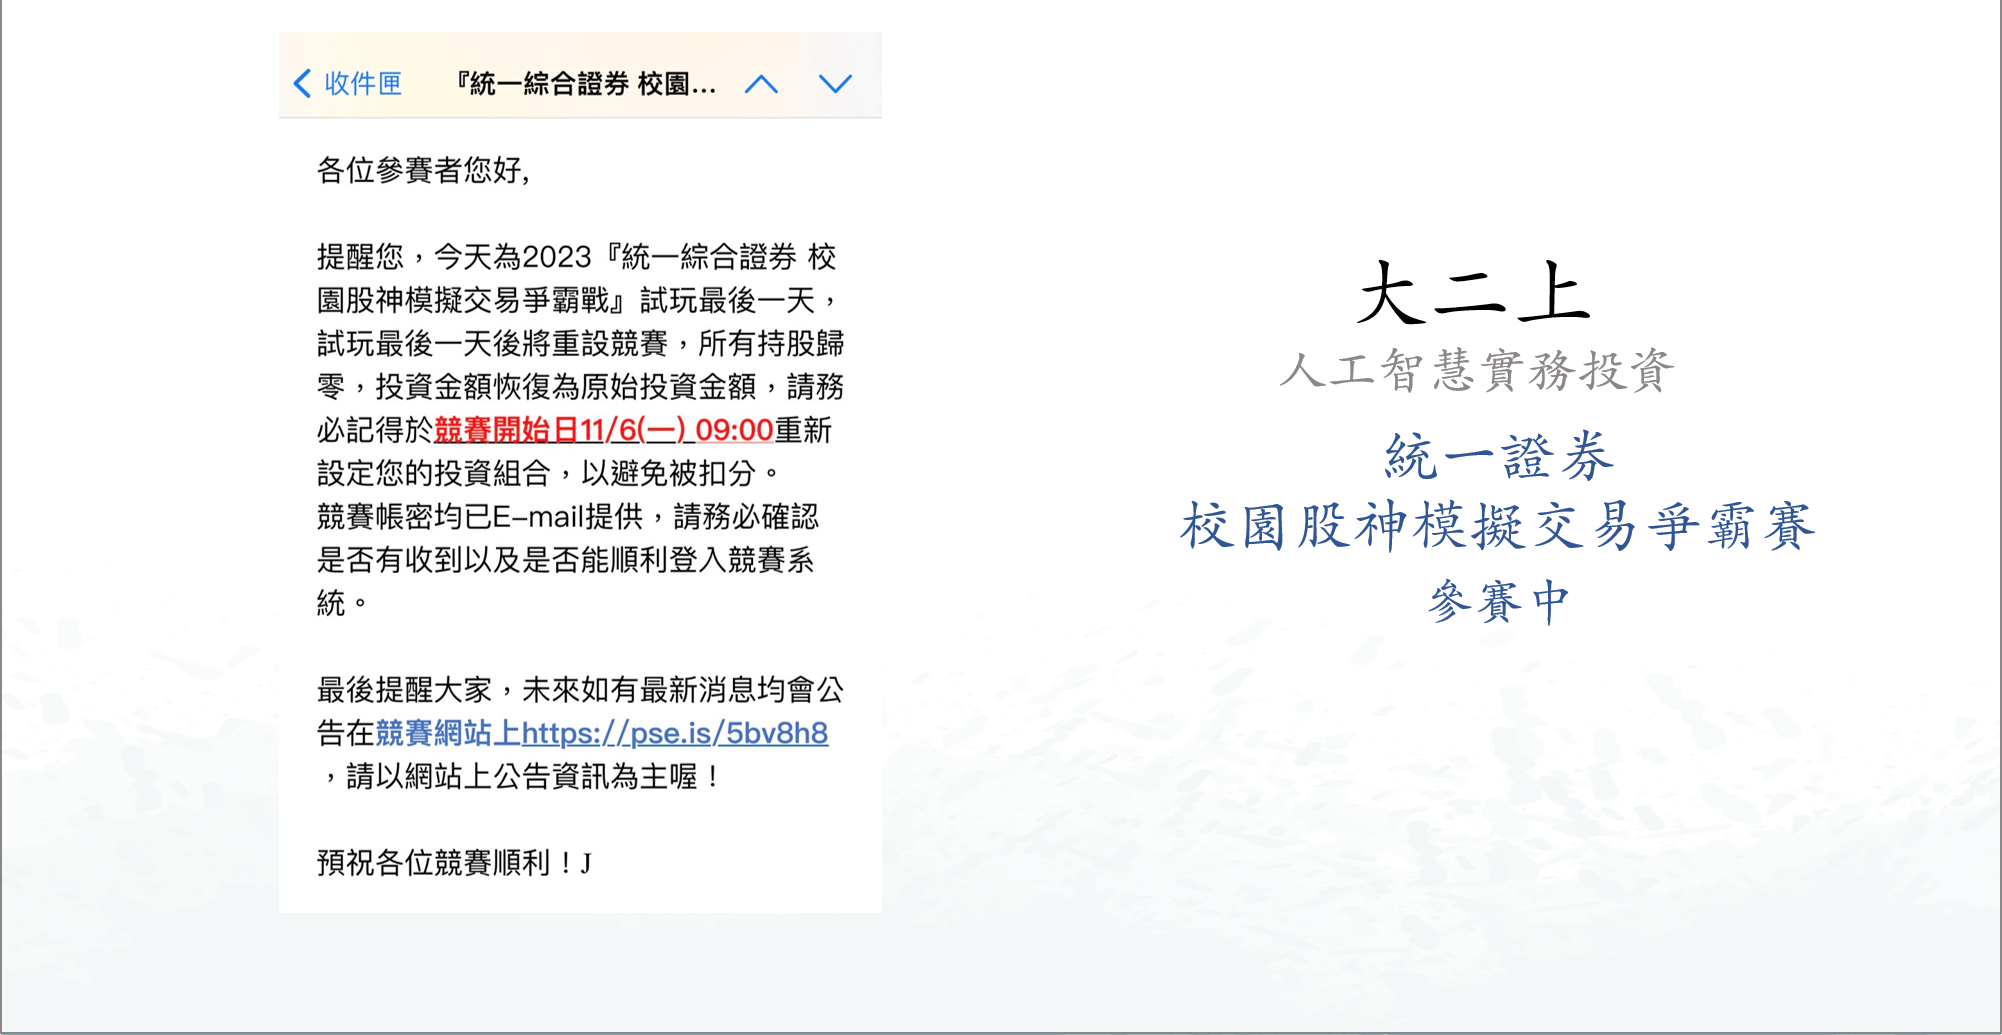 收件匣
『統一綜合證券 校園...
各位參賽者您好,
提醒您，今天為2023『統一綜合證券 校
園股神模擬交易爭霸戰』試玩最後一天，
試玩最後一天後將重設競賽，所有持股歸
零，投資金額恢復為原始投資金額，請務
必記得於競賽開始日11/6(一) 09:00重新
設定您的投資組合，以避免被扣分。
競賽帳密均已E-mail提供，請務必確認
是否有收到以及是否能順利登入競賽系
統。
最後提醒大家，未來如有最新消息均會公
告在競賽網站上https://pse.is/5bv8h8
，請以網站上公告資訊為主喔！
預祝各位競賽順利！J
大二上
人工智慧實務投資
統一證券
校園股神模擬交易爭霸賽
參賽中